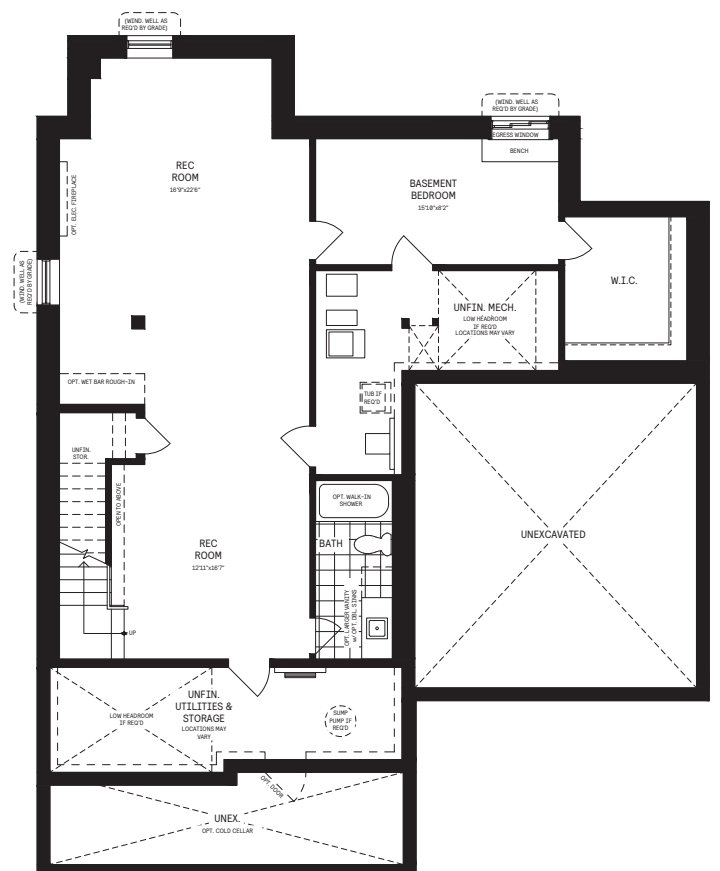 (WIND. WELL AS
REQ'D BY GRADE)
(WIND. WELL AS
REQ'D BY GRADE)
EGRESS WINDOW
BENCH
REC
ROOM
16'9"x22'6"
BASEMENT
BEDROOM
15'10"x8'2"
OPT. ELEC. FIREPLACE
(WIND. WELL AS
REQ'D BY GRADE)
W.I.C.
UNFIN. MECH.
LOW HEADROOM
IF REQ'D
LOCATIONS MAY VARY
OPT. WET BAR ROUGH-IN
TUB IF
REQ'D
UNFIN.
STOR.
OPEN TO ABOVE
OPT. WALK-IN
SHOWER
BATH
UNEXCAVATED
REC
ROOM
12'11"x16'7"
OPT. LARGER VANITY
w/ OPT. DBL. SINKS
UP
UNFIN.
UTILITIES &
STORAGE
LOCATIONS MAY
VARY
LOW HEADROOM
IF REQ'D
SUMP
PUMP IF
REQ'D
OPT. DOOR
UNEX.
OPT. COLD CELLAR